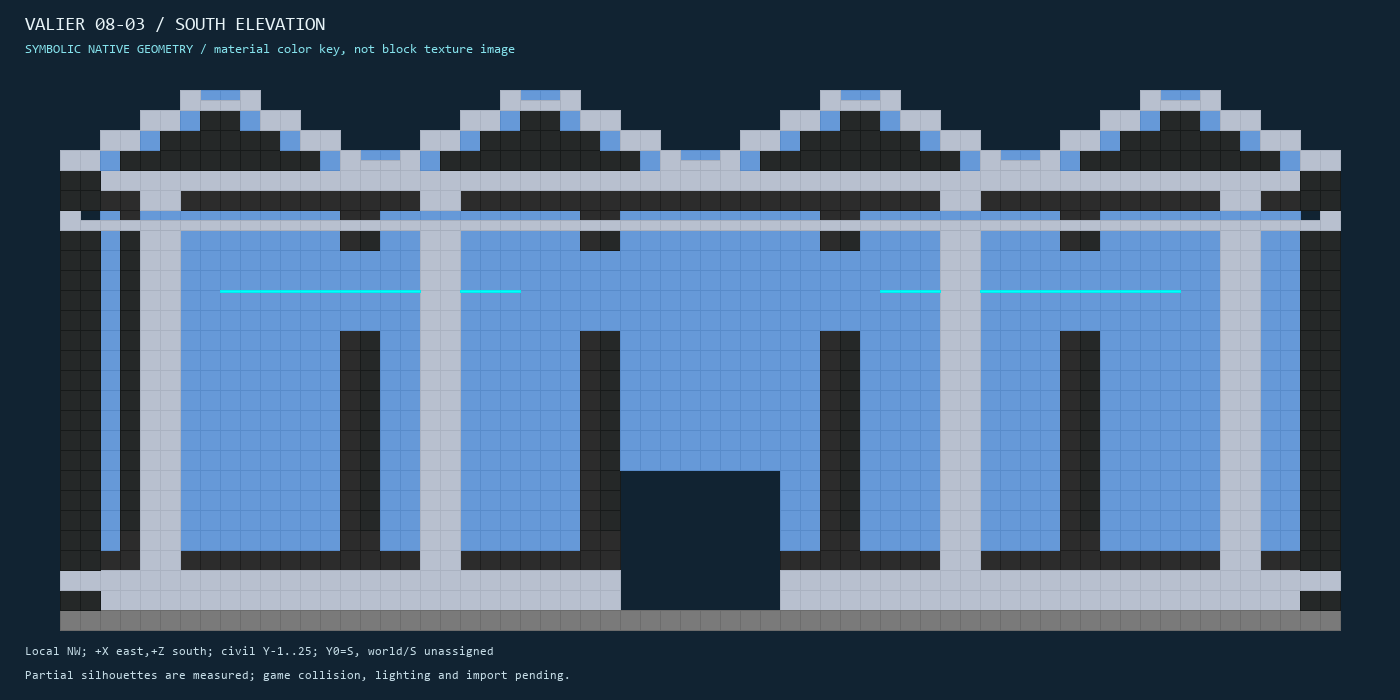 VALIER 08-03 / SOUTH ELEVATION
SYMBOLIC NATIVE GEOMETRY / material color key, not block texture image
Local NW; +X east,+Z south; civil Y-1..25; Y0=S, world/S unassigned
Partial silhouettes are measured; game collision, lighting and import pending.